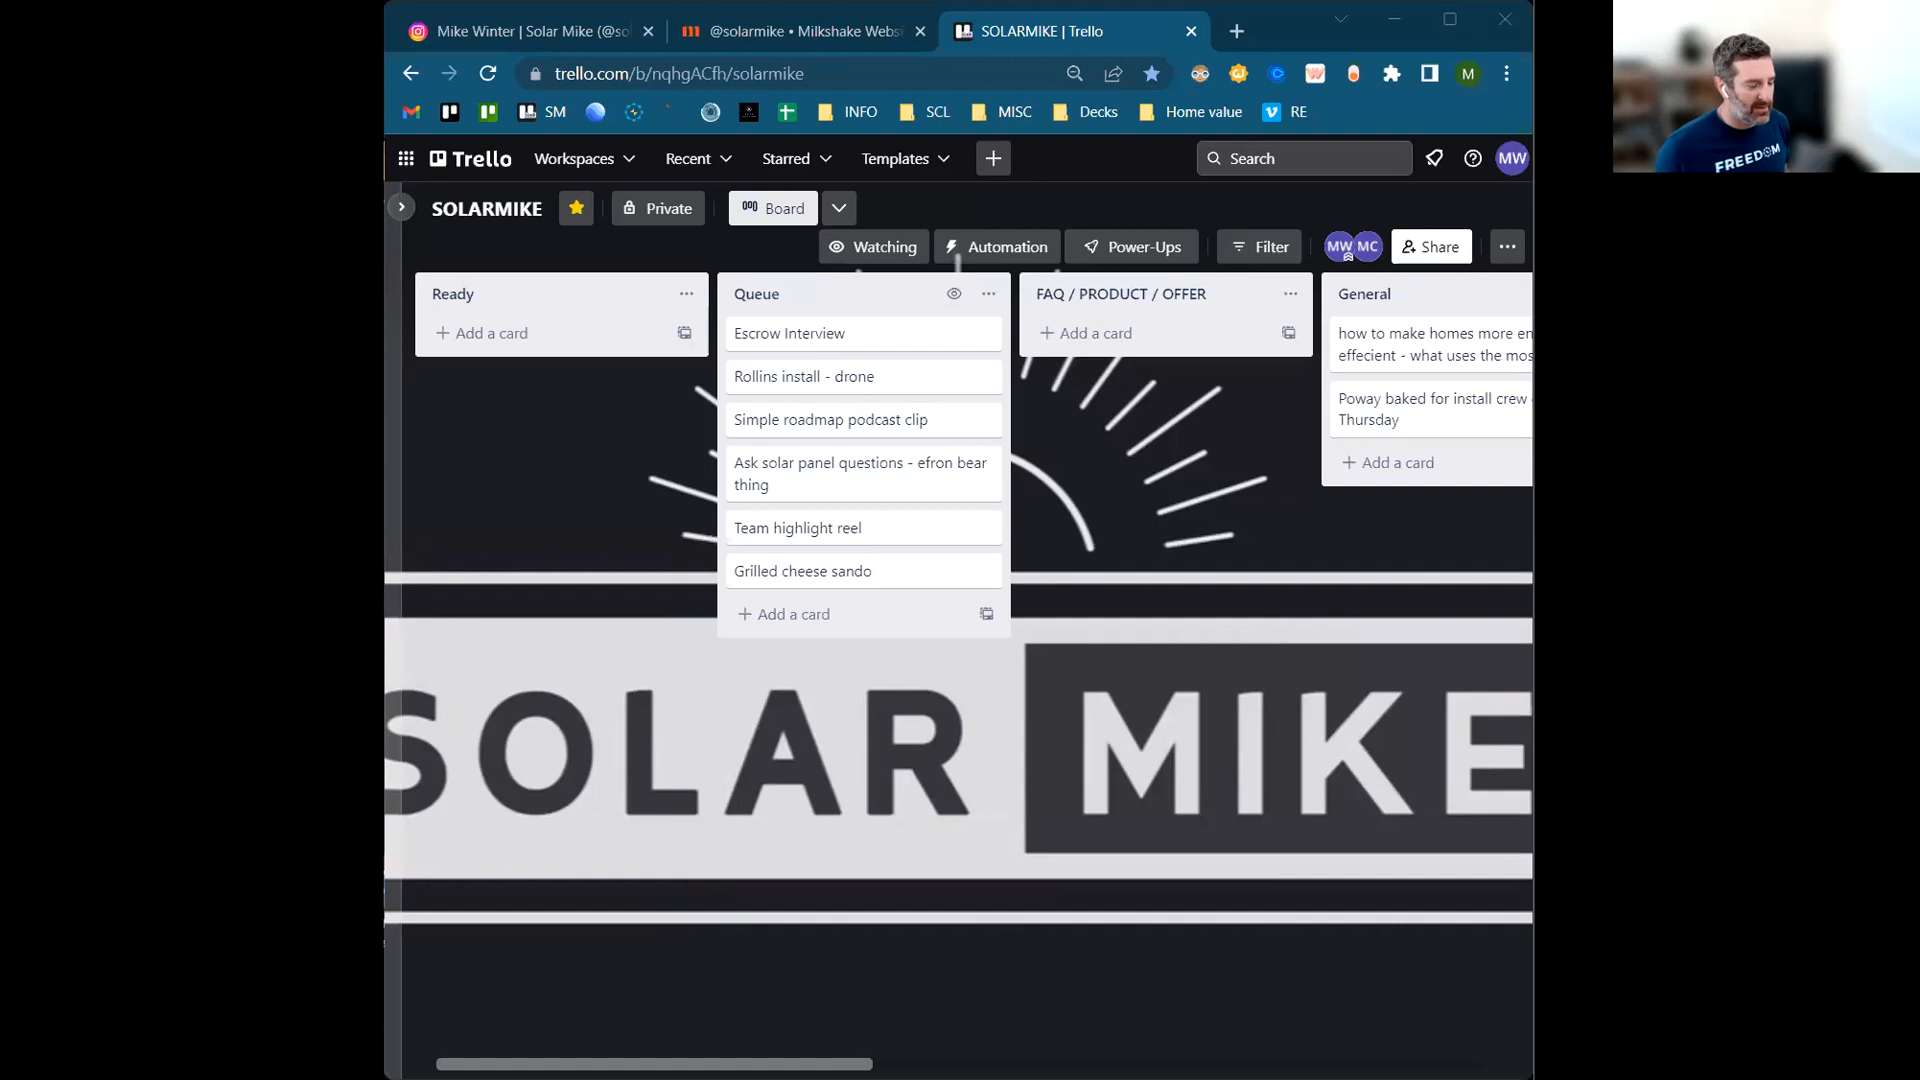 Mike Winter | Solar Mike (@so
@solarmike • Milkshake Webs
SOLARMIKE | Trello
trello.com/b/nqhgACfh/solarmike
M
SM
INFO
SCL
MISC
Decks
Home value
RE
Trello
Workspaces
Recent
Starred
Templates
Search
MW
SOLARMIKE
Private
Board
Watching
Automation
Power-Ups
Filter
MW
MC
Share
Ready
Add a card
Queue
Escrow Interview
Rollins install - drone
Simple roadmap podcast clip
Ask solar panel questions - efron bear
thing
Team highlight reel
Grilled cheese sando
Add a card
FAQ / PRODUCT / OFFER
Add a card
General
how to make homes more en
effecient - what uses the mos
Poway baked for install crew
Thursday
Add a card
SOLAR MIKE
FREEDOM